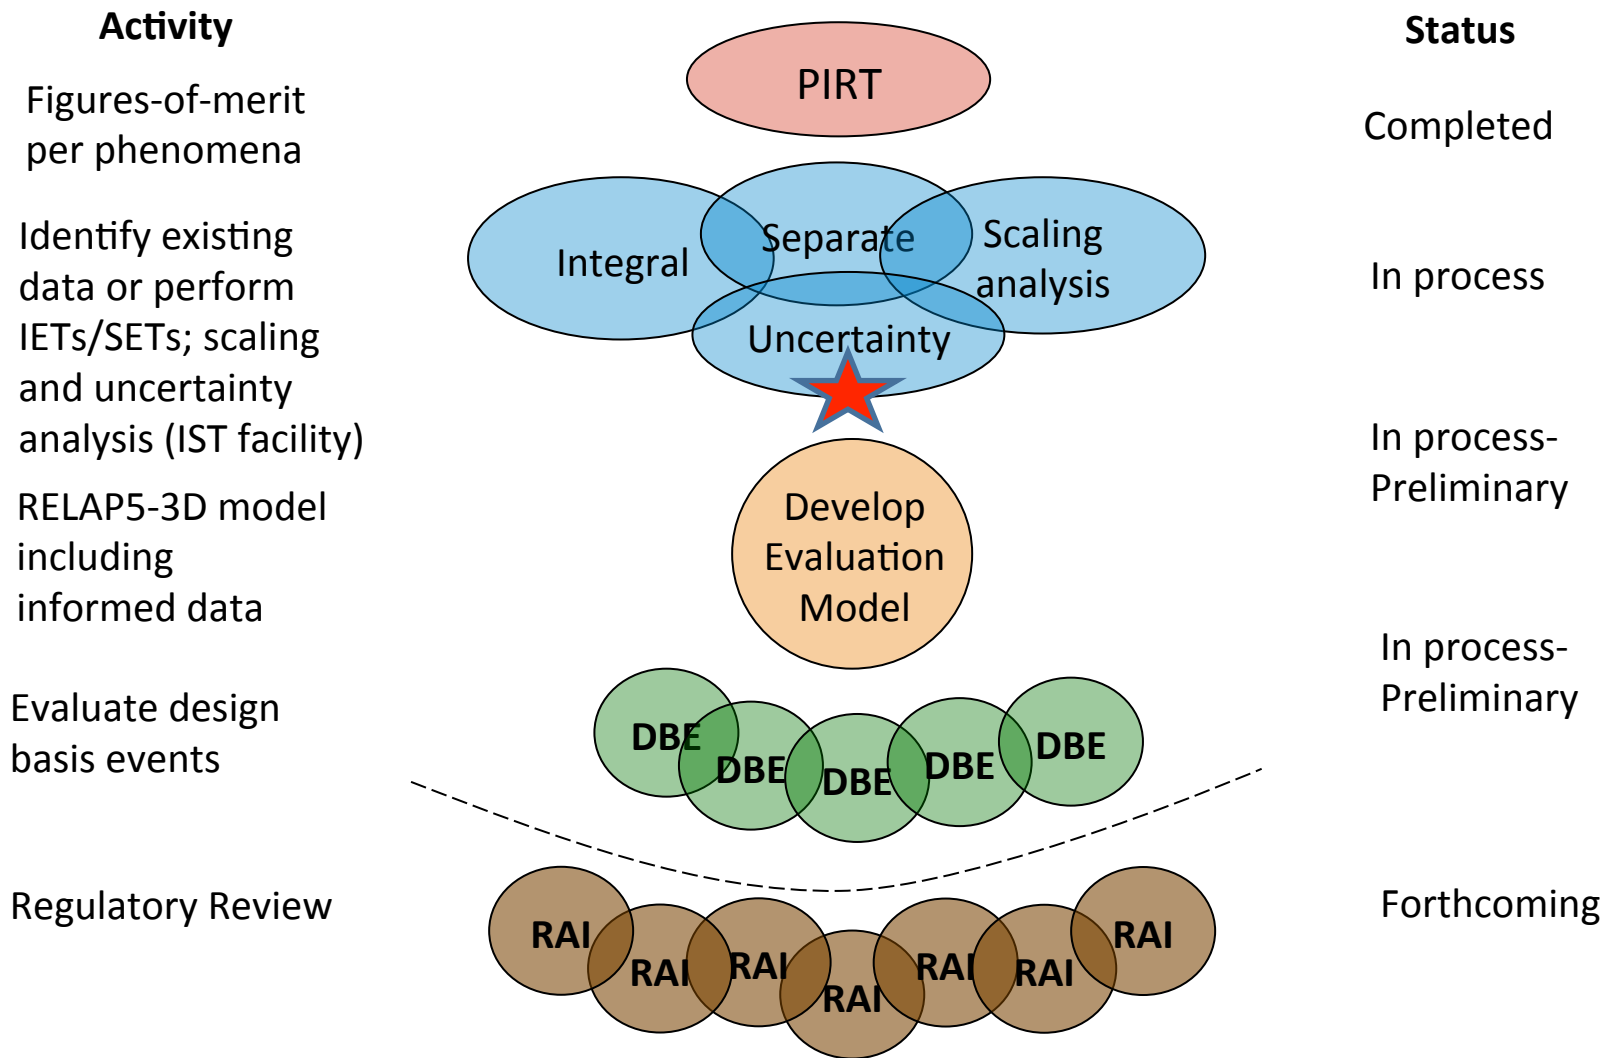 Activity
Status
PIRT
Figures-of-merit
per phenomena
Completed
Integral
Separate
Scaling
analysis
Uncertainty
Identify existing
data or perform
IETs/SETs; scaling
and uncertainty
analysis (IST facility)
In process
In process-
Preliminary
RELAP5-3D model
including
informed data
Develop
Evaluation
Model
In process-
Preliminary
Evaluate design
basis events
DBE
DBE
DBE
DBE
DBE
Regulatory Review
Forthcoming
RAI
RAI
RAI
RAI
RAI
RAI
RAI